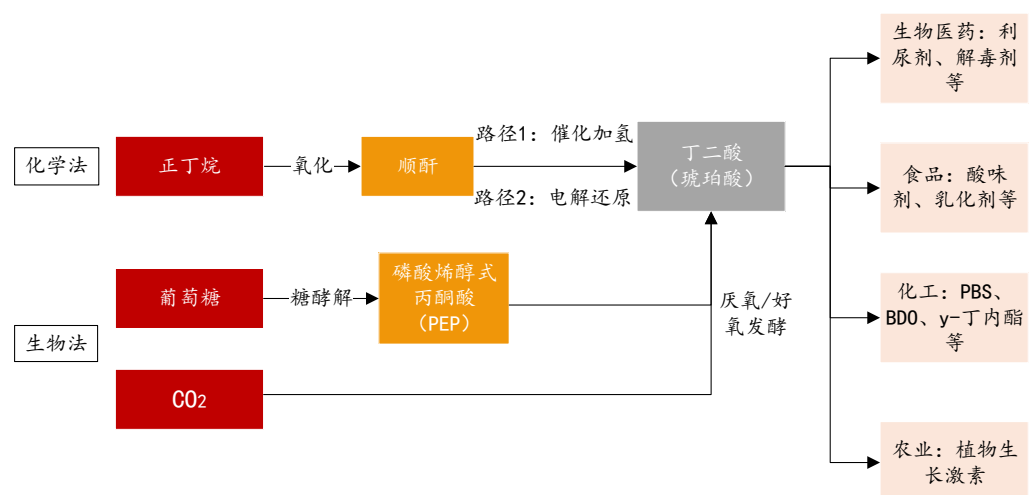 化学法
正丁烷
氧化
顺酐
路径1：催化加氢
路径2：电解还原
丁二酸
（琥珀酸）
生物法
葡萄糖
糖酵解
磷酸烯醇式
丙酮酸
（PEP）
CO2
厌氧/好
氧发酵
生物医药：利
尿剂、解毒剂
等
食品：酸味
剂、乳化剂等
化工：PBS、
BDO、y-丁内酯
等
农业：植物生
长激素